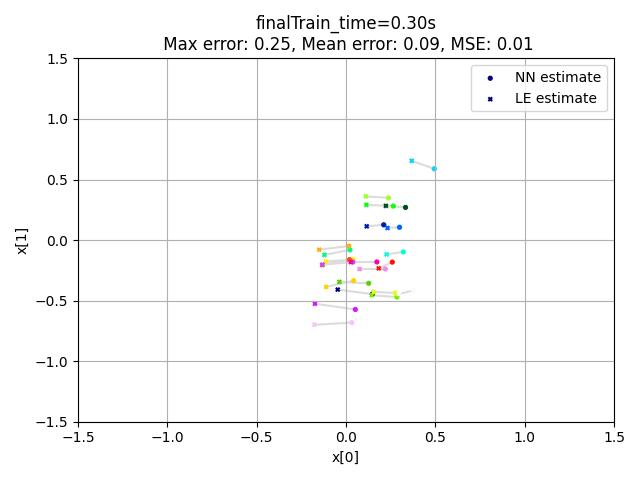 finalTrain_time=0.30s
Max error: 0.25, Mean error: 0.09, MSE: 0.01
1.5
1.0
0.5
0.0
−0.5
−1.0
−1.5
x[1]
NN estimate
LE estimate
−1.5 −1.0 −0.5 0.0 0.5 1.0 1.5
x[0]